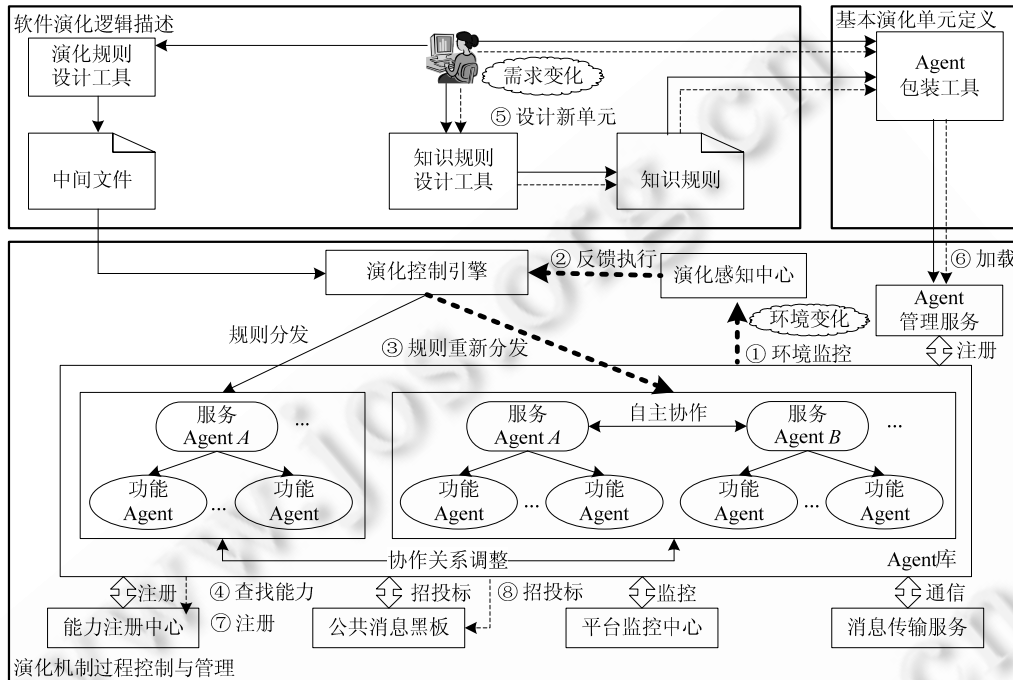 软件演化逻辑描述
基本演化单元定义
演化规则
设计工具
需求变化
Agent
包装工具
⑤ 设计新单元
中间文件
知识规则
设计工具
知识规则
演化控制引擎
② 反馈执行
演化感知中心
⑥ 加载
环境变化
Agent
管理服务
规则分发
③ 规则重新分发
① 环境监控
注册
服务
Agent A
...
服务
Agent A
自主协作
服务
Agent B
...
功能
Agent
...
功能
Agent
功能
Agent
...
功能
Agent
功能
Agent
...
功能
Agent
协作关系调整
Agent库
注册
④ 查找能力
招投标
⑧ 招投标
监控
通信
能力注册中心
⑦ 注册
公共消息黑板
平台监控中心
消息传输服务
演化机制过程控制与管理
www.jos.org.cn